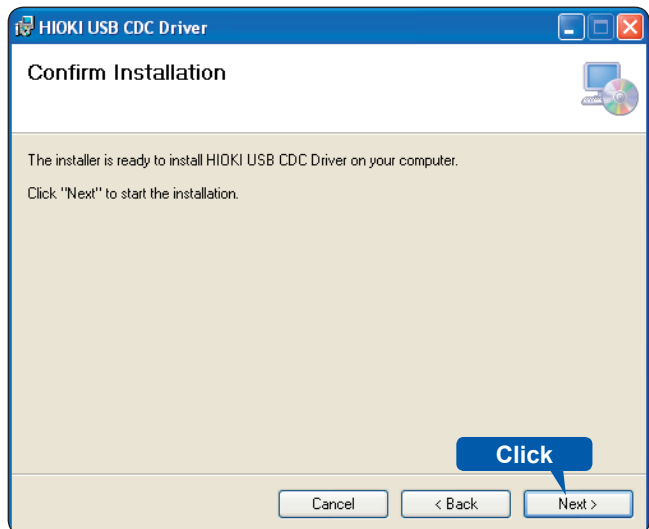 HIOKI USB CDC Driver
Confirm Installation
The installer is ready to install HIOKI USB CDC Driver on your computer.
Click "Next" to start the installation.
Click
Cancel
< Back
Next >